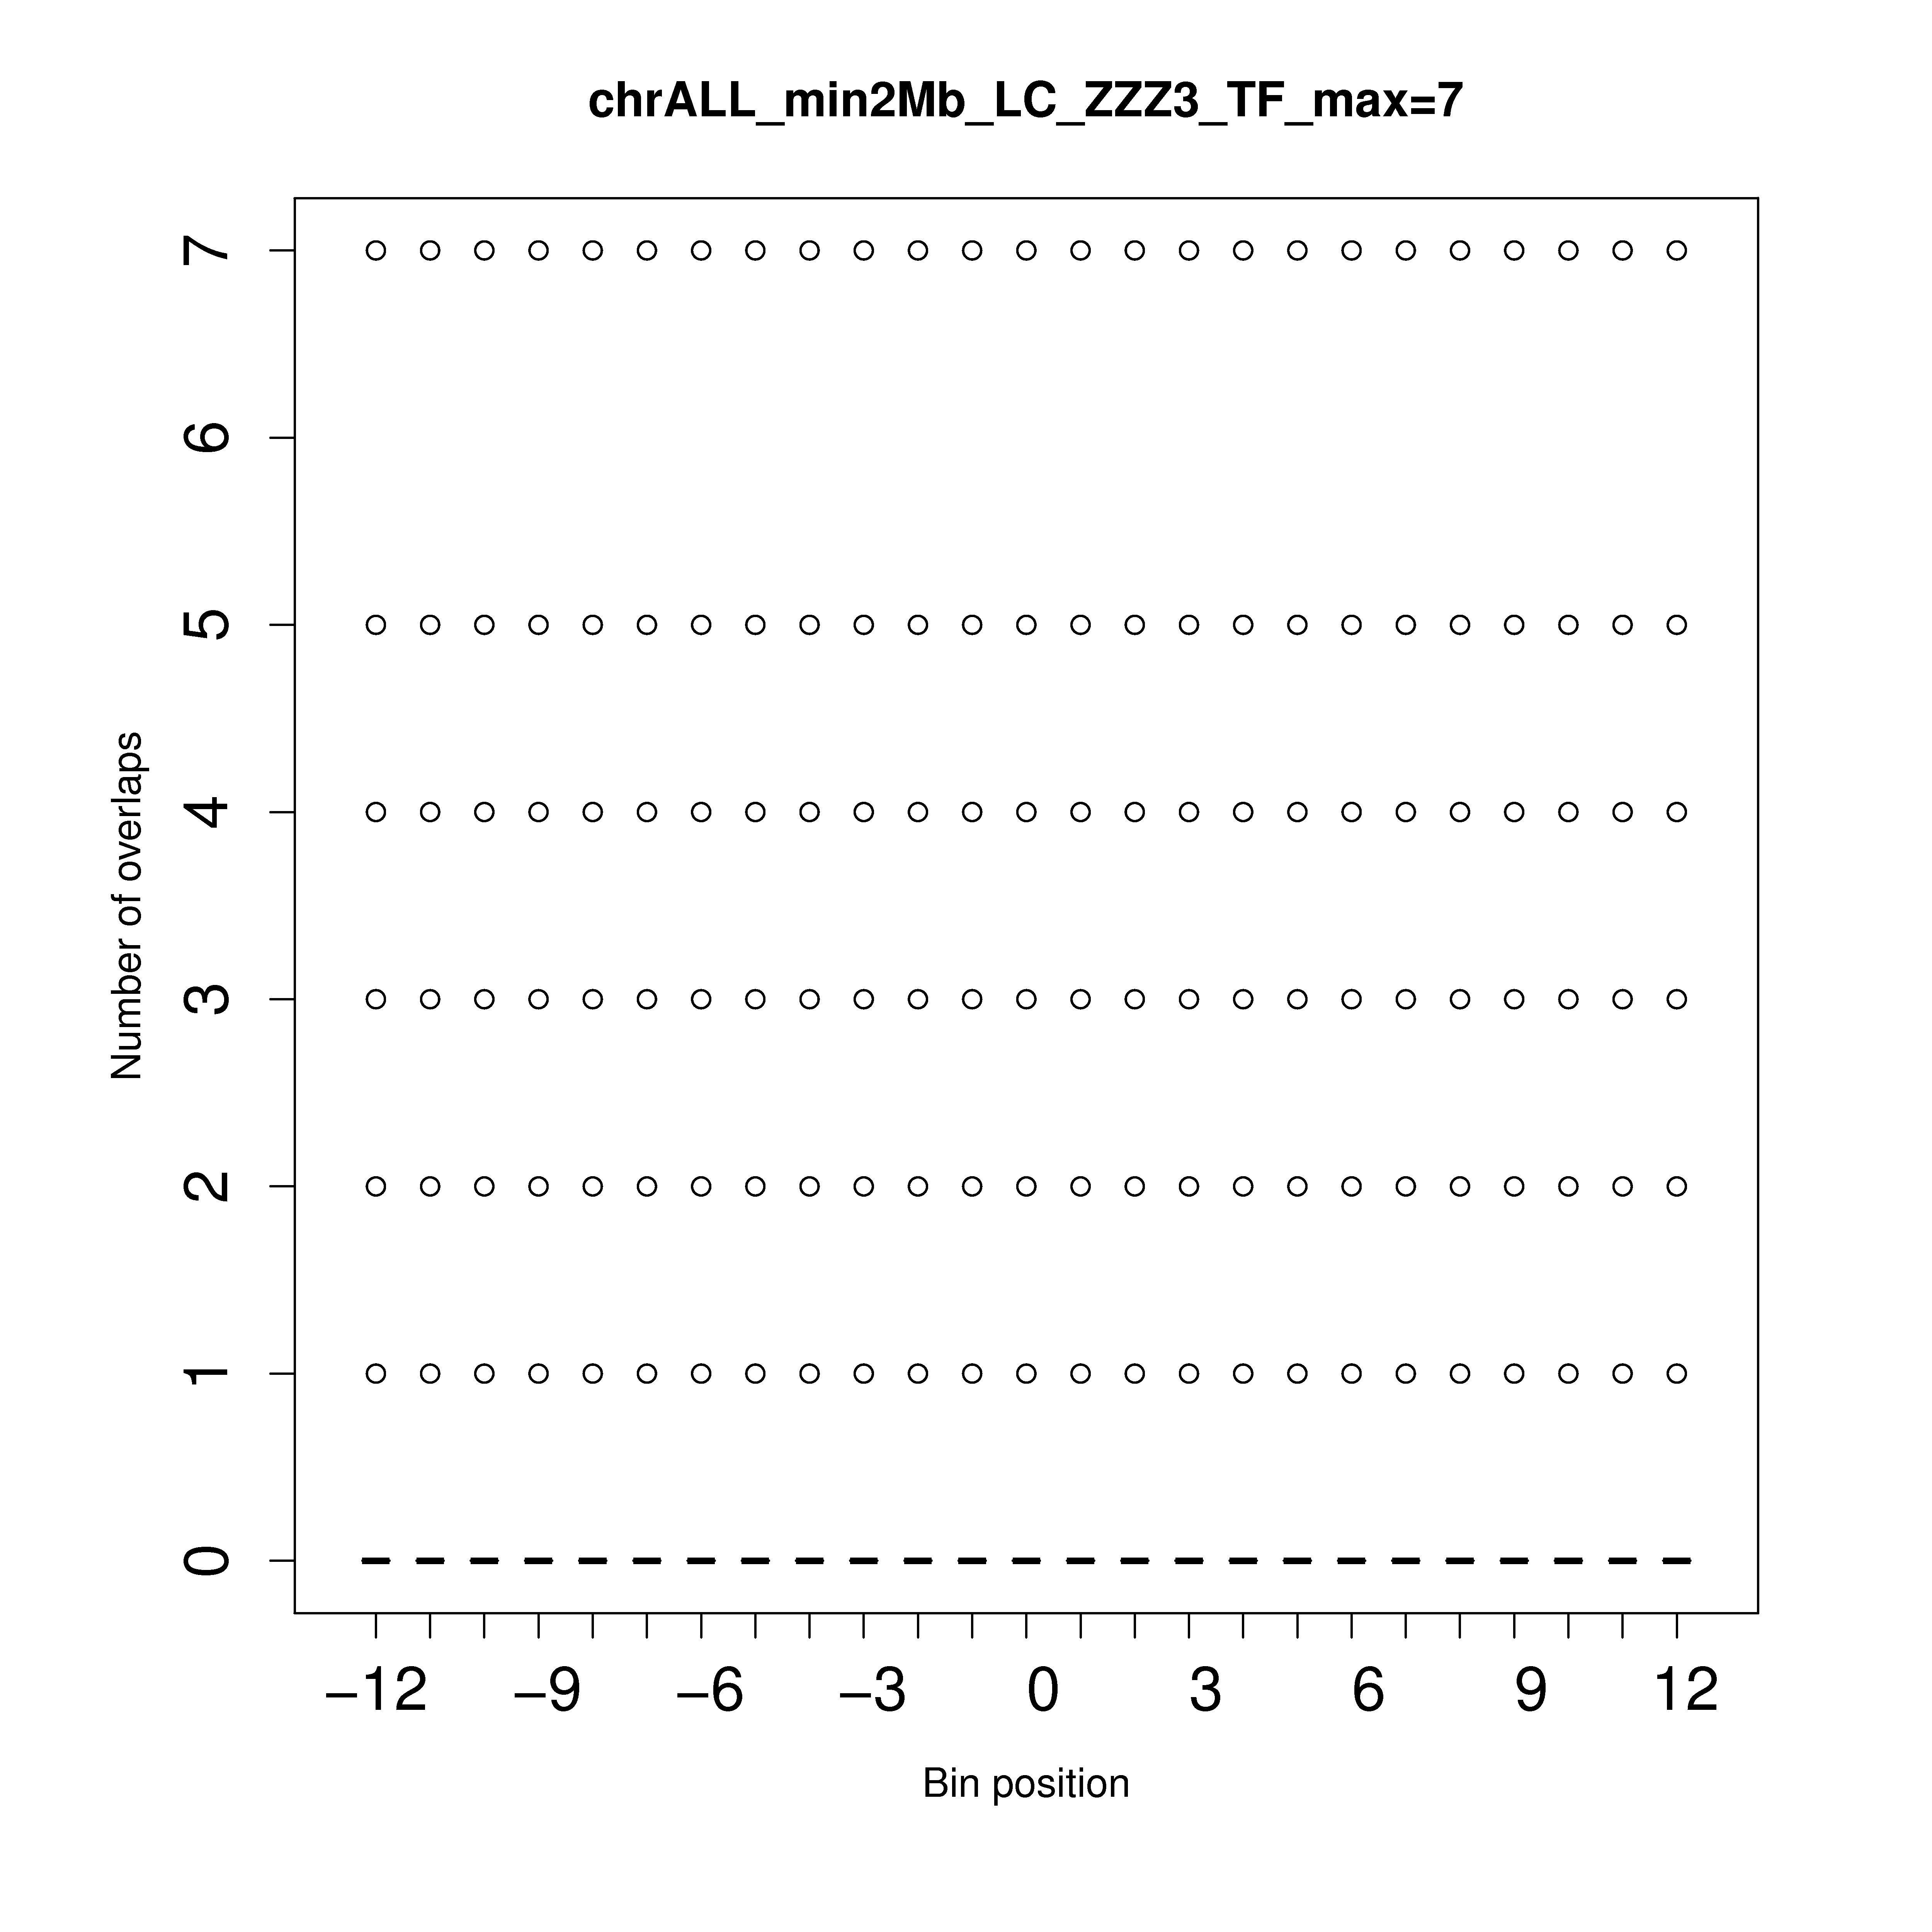 chrALL_min2Mb_LC_ZZZ3_TF_max=7
7
6
5
4
3
2
1
0
Number of overlaps
−12 −9 −6 −3 0 3 6 9 12
Bin position